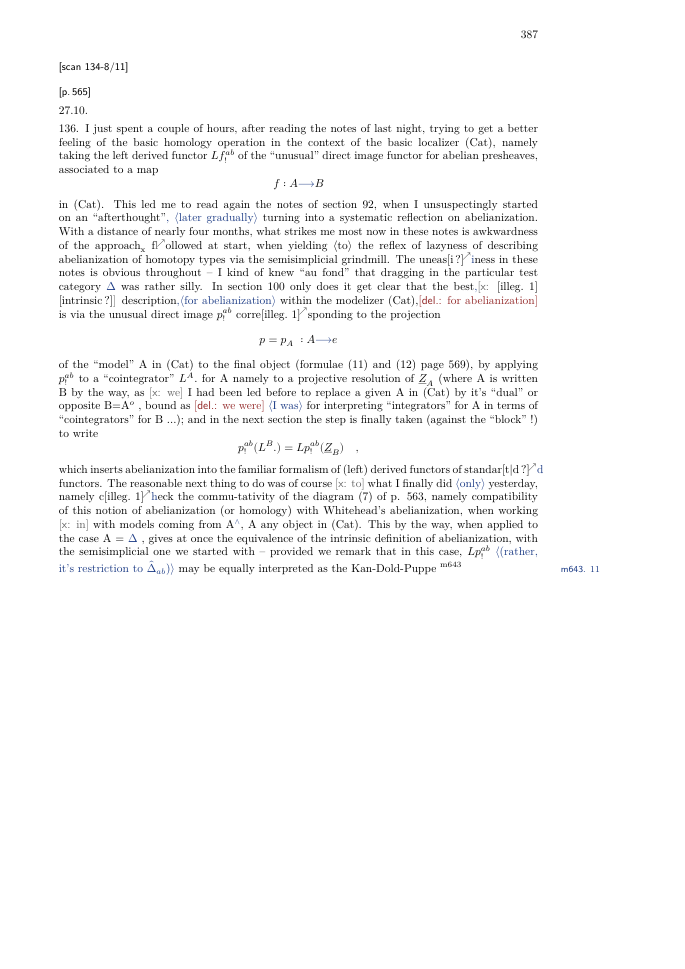 387
[scan 134-8/11]
[p. 565]
27.10.
136. I just spent a couple of hours, after reading the notes of last night, trying to get a better
feeling of the basic homology operation in the context of the basic localizer (Cat), namely
taking the left derived functor Lf_!^{ab} of the “unusual” direct image functor for abelian presheaves,
associated to a map
f : A⟶B
in (Cat). This led me to read again the notes of section 92, when I unsuspectingly started
on an “afterthought”, ⟨later gradually⟩ turning into a systematic reflection on abelianization.
With a distance of nearly four months, what strikes me most now in these notes is awkwardness
of the approach_x fl↗ollowed at start, when yielding ⟨to⟩ the reflex of lazyness of describing
abelianization of homotopy types via the semisimplicial grindmill. The uneas[i ?]↗iness in these
notes is obvious throughout – I kind of knew “au fond” that dragging in the particular test
category Δ was rather silly. In section 100 only does it get clear that the best,[x: [illeg. 1]
[intrinsic ?]] description,⟨for abelianization⟩ within the modelizer (Cat),[del.: for abelianization]
is via the unusual direct image p_!^{ab} corre[illeg. 1]↗sponding to the projection
p = p_A : A⟶e
of the “model” A in (Cat) to the final object (formulae (11) and (12) page 569), by applying
p_!^{ab} to a “cointegrator” L^A. for A namely to a projective resolution of Z_A (where A is written
B by the way, as [x: we] I had been led before to replace a given A in (Cat) by it's “dual” or
opposite B=A^o , bound as [del.: we were] ⟨I was⟩ for interpreting “integrators” for A in terms of
“cointegrators” for B ...); and in the next section the step is finally taken (against the “block” !)
to write
p_!^{ab}(L^B.) = Lp_!^{ab}(Z_B) ,
which inserts abelianization into the familiar formalism of (left) derived functors of standar[t|d ?]↗d
functors. The reasonable next thing to do was of course [x: to] what I finally did ⟨only⟩ yesterday,
namely c[illeg. 1]↗heck the commu-tativity of the diagram (7) of p. 563, namely compatibility
of this notion of abelianization (or homology) with Whitehead's abelianization, when working
[x: in] with models coming from A^∧, A any object in (Cat). This by the way, when applied to
the case A = Δ , gives at once the equivalence of the intrinsic definition of abelianization, with
the semisimplicial one we started with – provided we remark that in this case, Lp_!^{ab} ⟨(rather,
it's restriction to Δ̂_{ab})⟩ may be equally interpreted as the Kan-Dold-Puppe m643
m643. 11